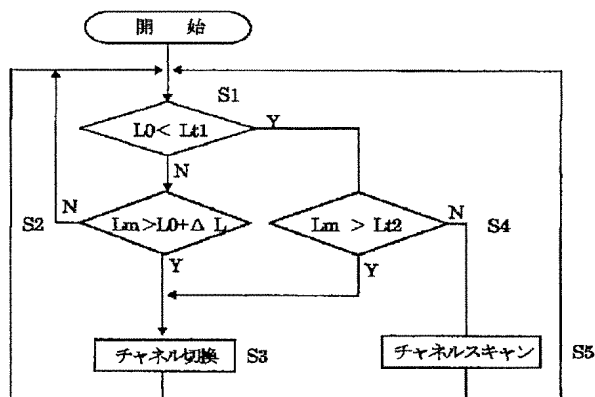 開 始
S1
L0< Lt1
Y
N
S2
N
Lm>L0+Δ L
Lm > Lt2
N
S4
Y
Y
チャネル切換
S3
チャネルスキャン
S5